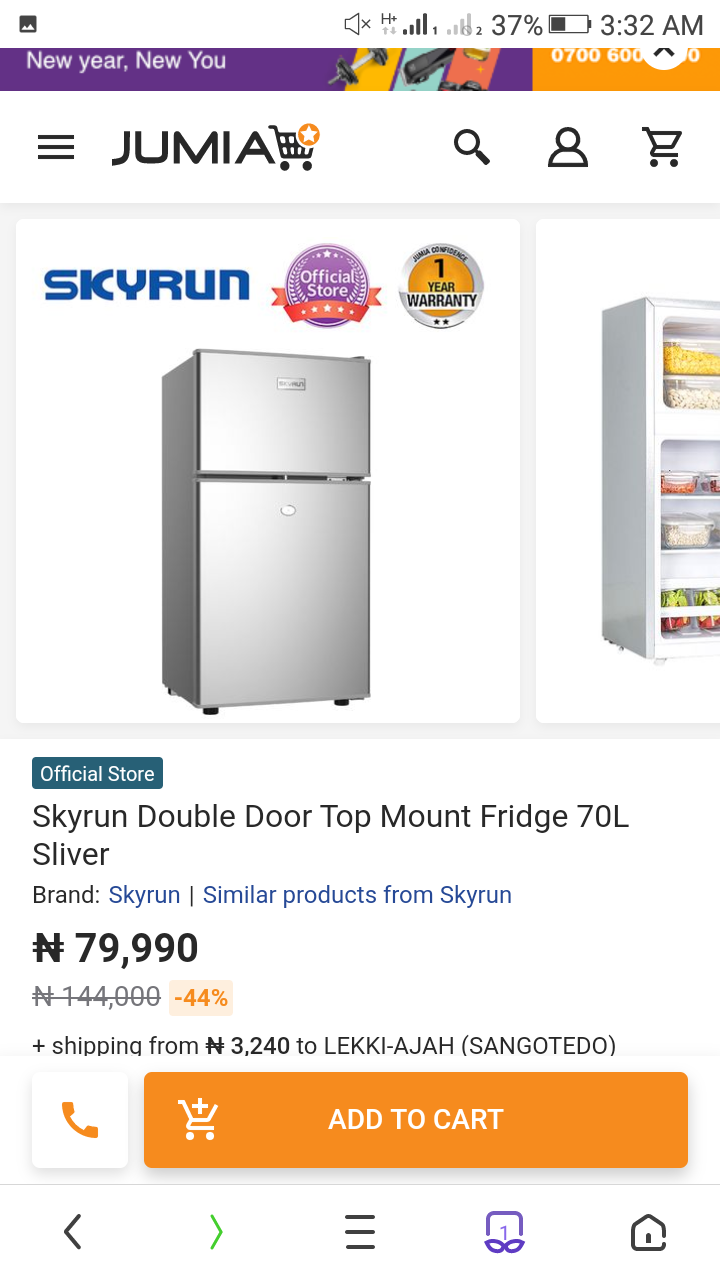 H+ 1 2 37% 3:32 AM
New year, New You
0700 600
JUMIA
SKYRUN
Official
Store
JUMIA CONFIDENCE
1
YEAR
WARRANTY
SKYRUN
Official Store
Skyrun Double Door Top Mount Fridge 70L
Sliver
Brand: Skyrun | Similar products from Skyrun
₦ 79,990
₦ 144,000 -44%
+ shipping from ₦ 3,240 to LEKKI-AJAH (SANGOTEDO)
ADD TO CART
1